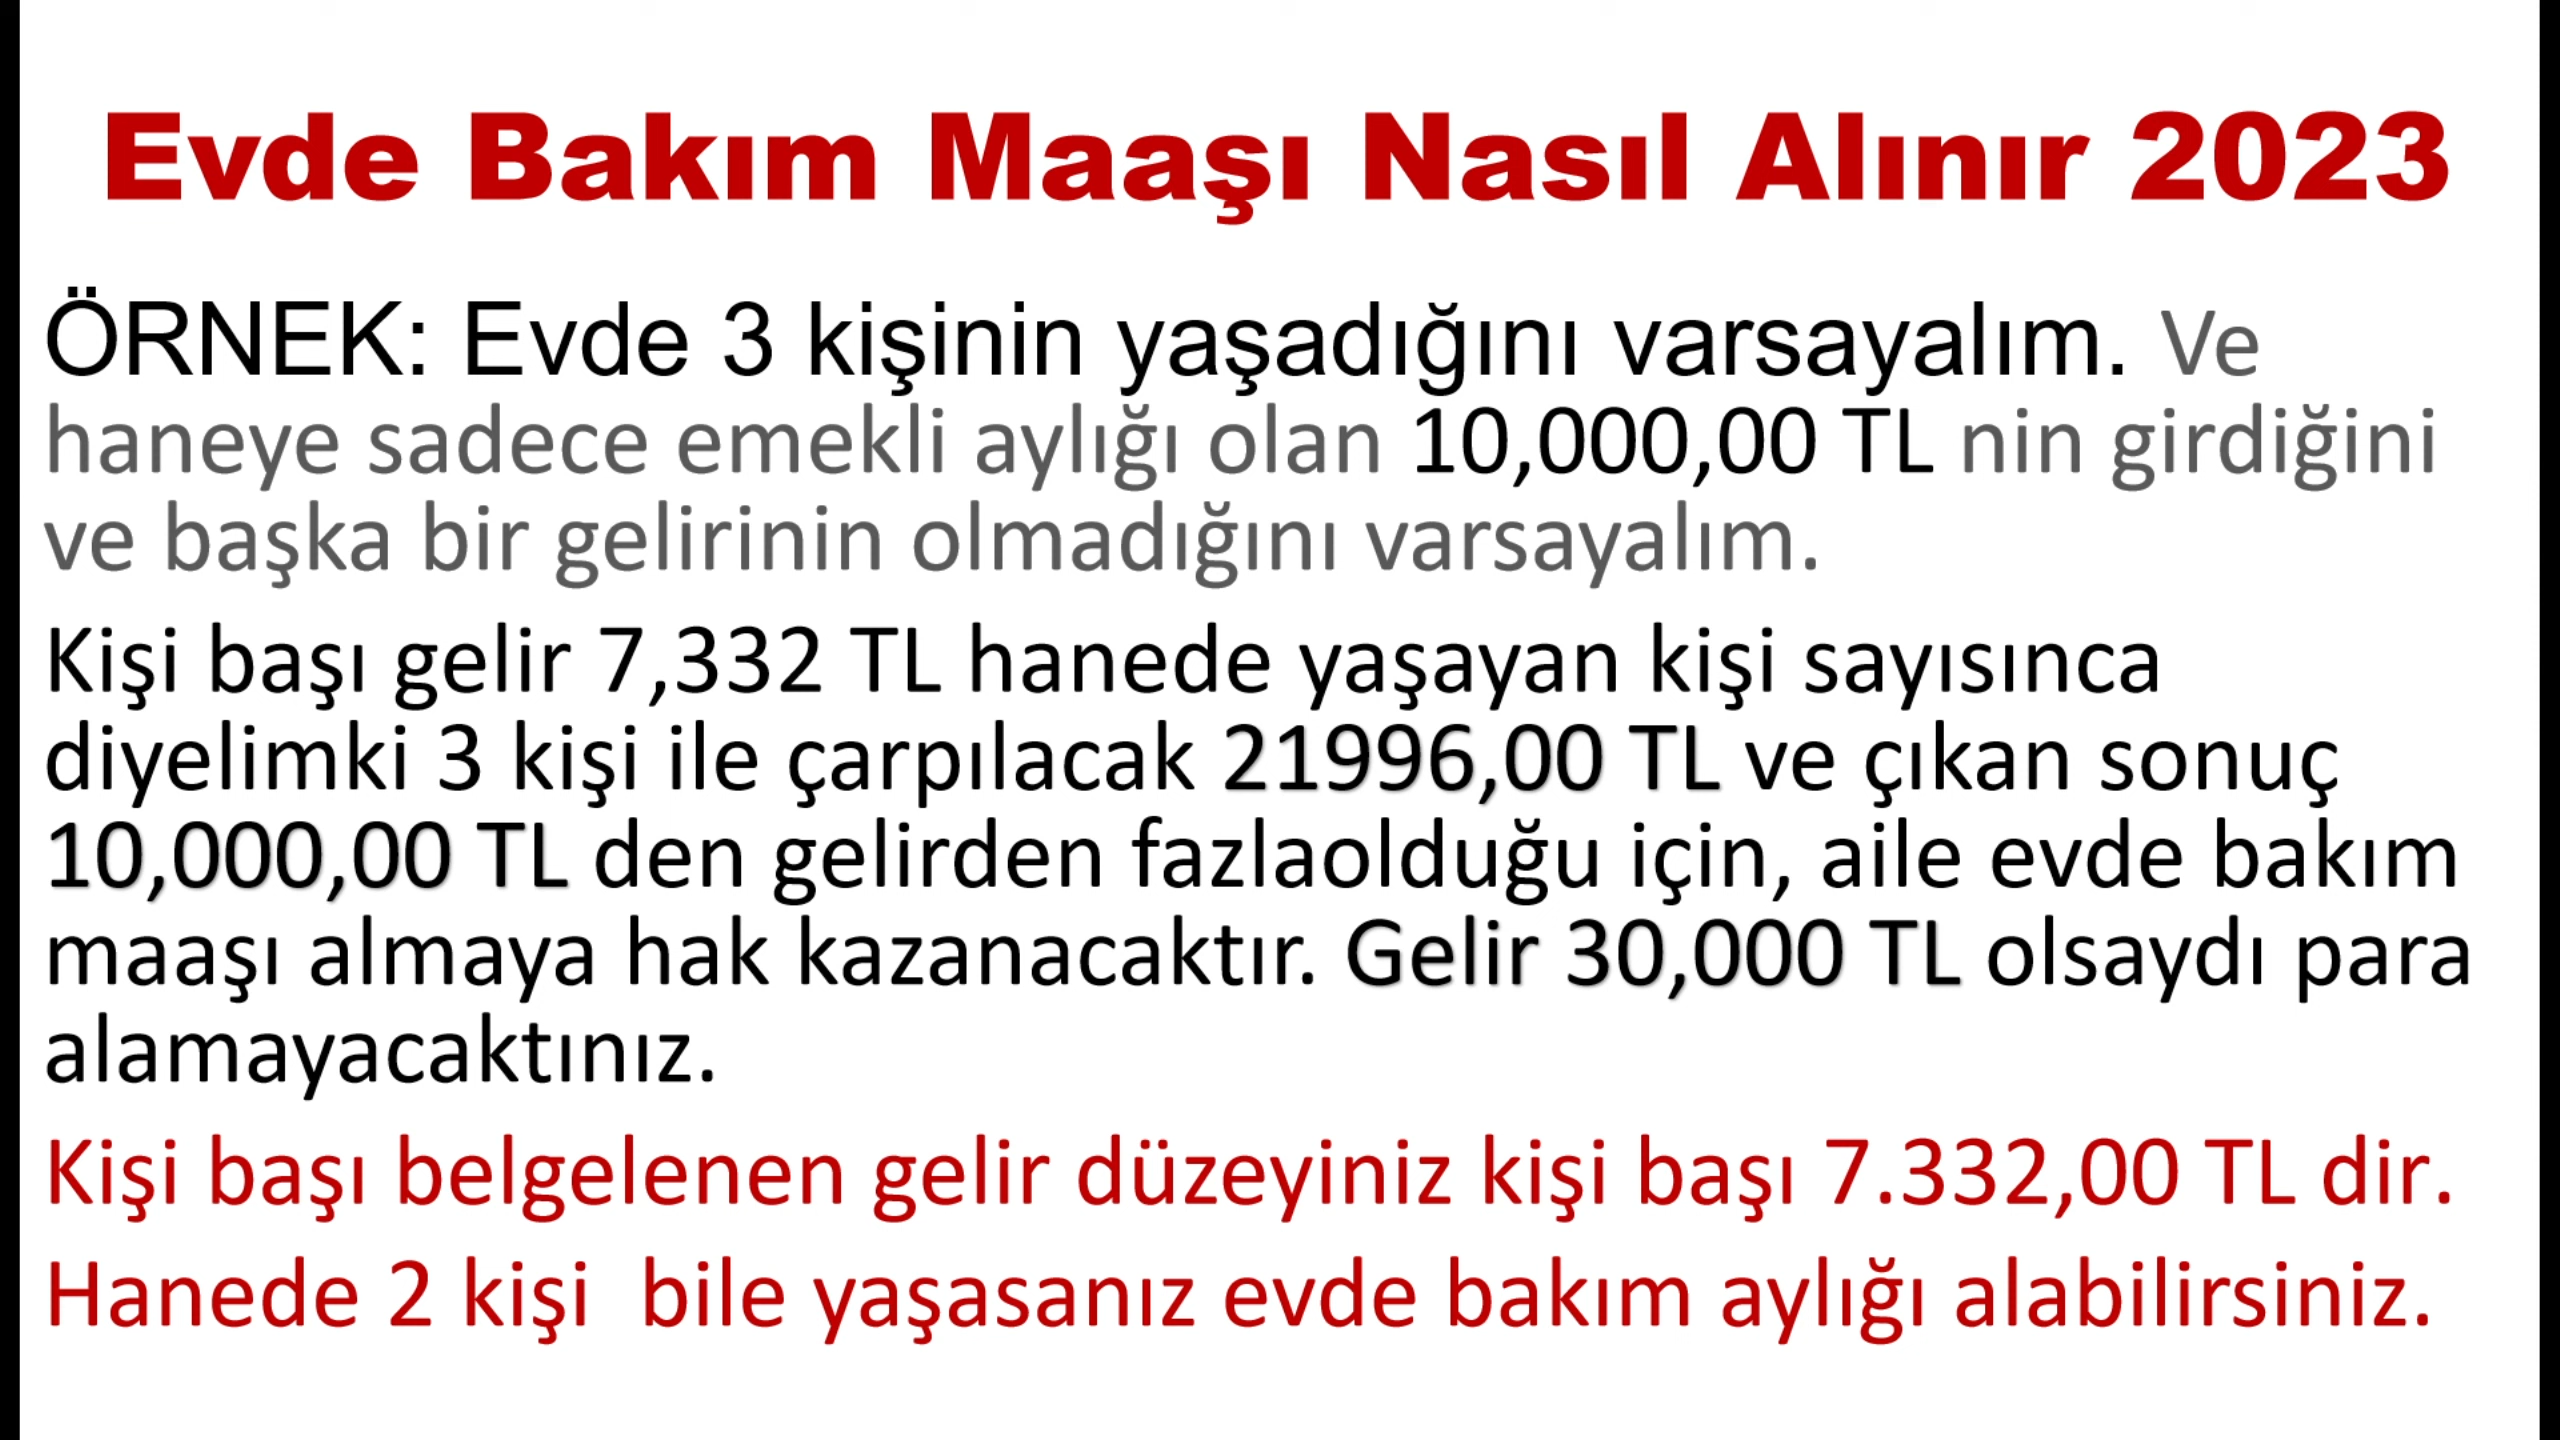 Evde Bakım Maaşı Nasıl Alınır 2023
ÖRNEK: Evde 3 kişinin yaşadığını varsayalım. Ve
haneye sadece emekli aylığı olan 10,000,00 TL nin girdiğini
ve başka bir gelirinin olmadığını varsayalım.
Kişi başı gelir 7,332 TL hanede yaşayan kişi sayısınca
diyelimki 3 kişi ile çarpılacak 21996,00 TL ve çıkan sonuç
10,000,00 TL den gelirden fazlaolduğu için, aile evde bakım
maaşı almaya hak kazanacaktır. Gelir 30,000 TL olsaydı para
alamayacaktınız.
Kişi başı belgelenen gelir düzeyiniz kişi başı 7.332,00 TL dir.
Hanede 2 kişi  bile yaşasanız evde bakım aylığı alabilirsiniz.